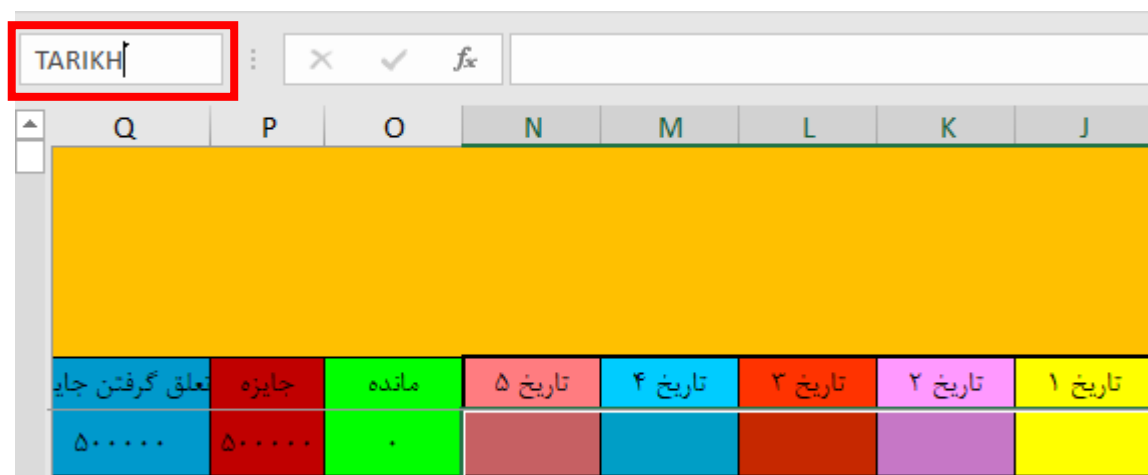 TARIKH
fx
Q P O N M L K J
تاریخ ۱ تاریخ ۲ تاریخ ۳ تاریخ ۴ تاریخ ۵ مانده جایزه تعلق گرفتن جای
۰ ۵۰۰۰۰۰ ۵۰۰۰۰۰